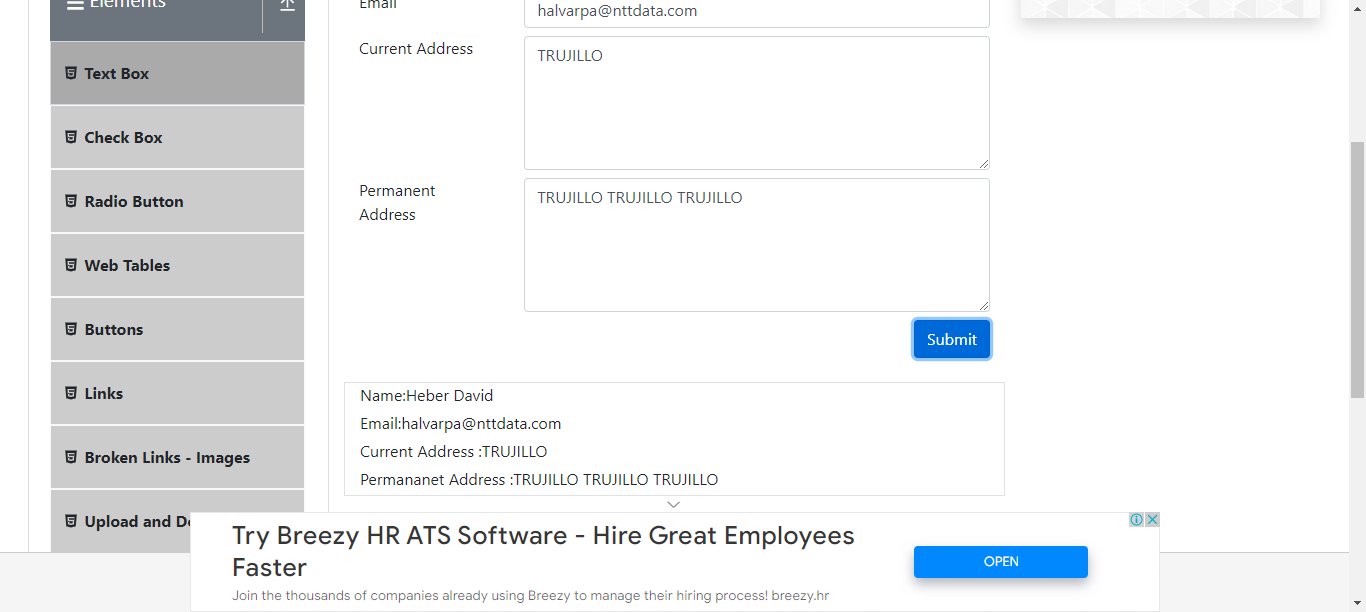 Elements
Text Box
Check Box
Radio Button
Web Tables
Buttons
Links
Broken Links - Images
Upload and Do
Email
halvarpa@nttdata.com
Current Address
TRUJILLO
Permanent
Address
TRUJILLO TRUJILLO TRUJILLO
Submit
Name:Heber David
Email:halvarpa@nttdata.com
Current Address :TRUJILLO
Permananet Address :TRUJILLO TRUJILLO TRUJILLO
Try Breezy HR ATS Software - Hire Great Employees
Faster
Join the thousands of companies already using Breezy to manage their hiring process! breezy.hr
OPEN